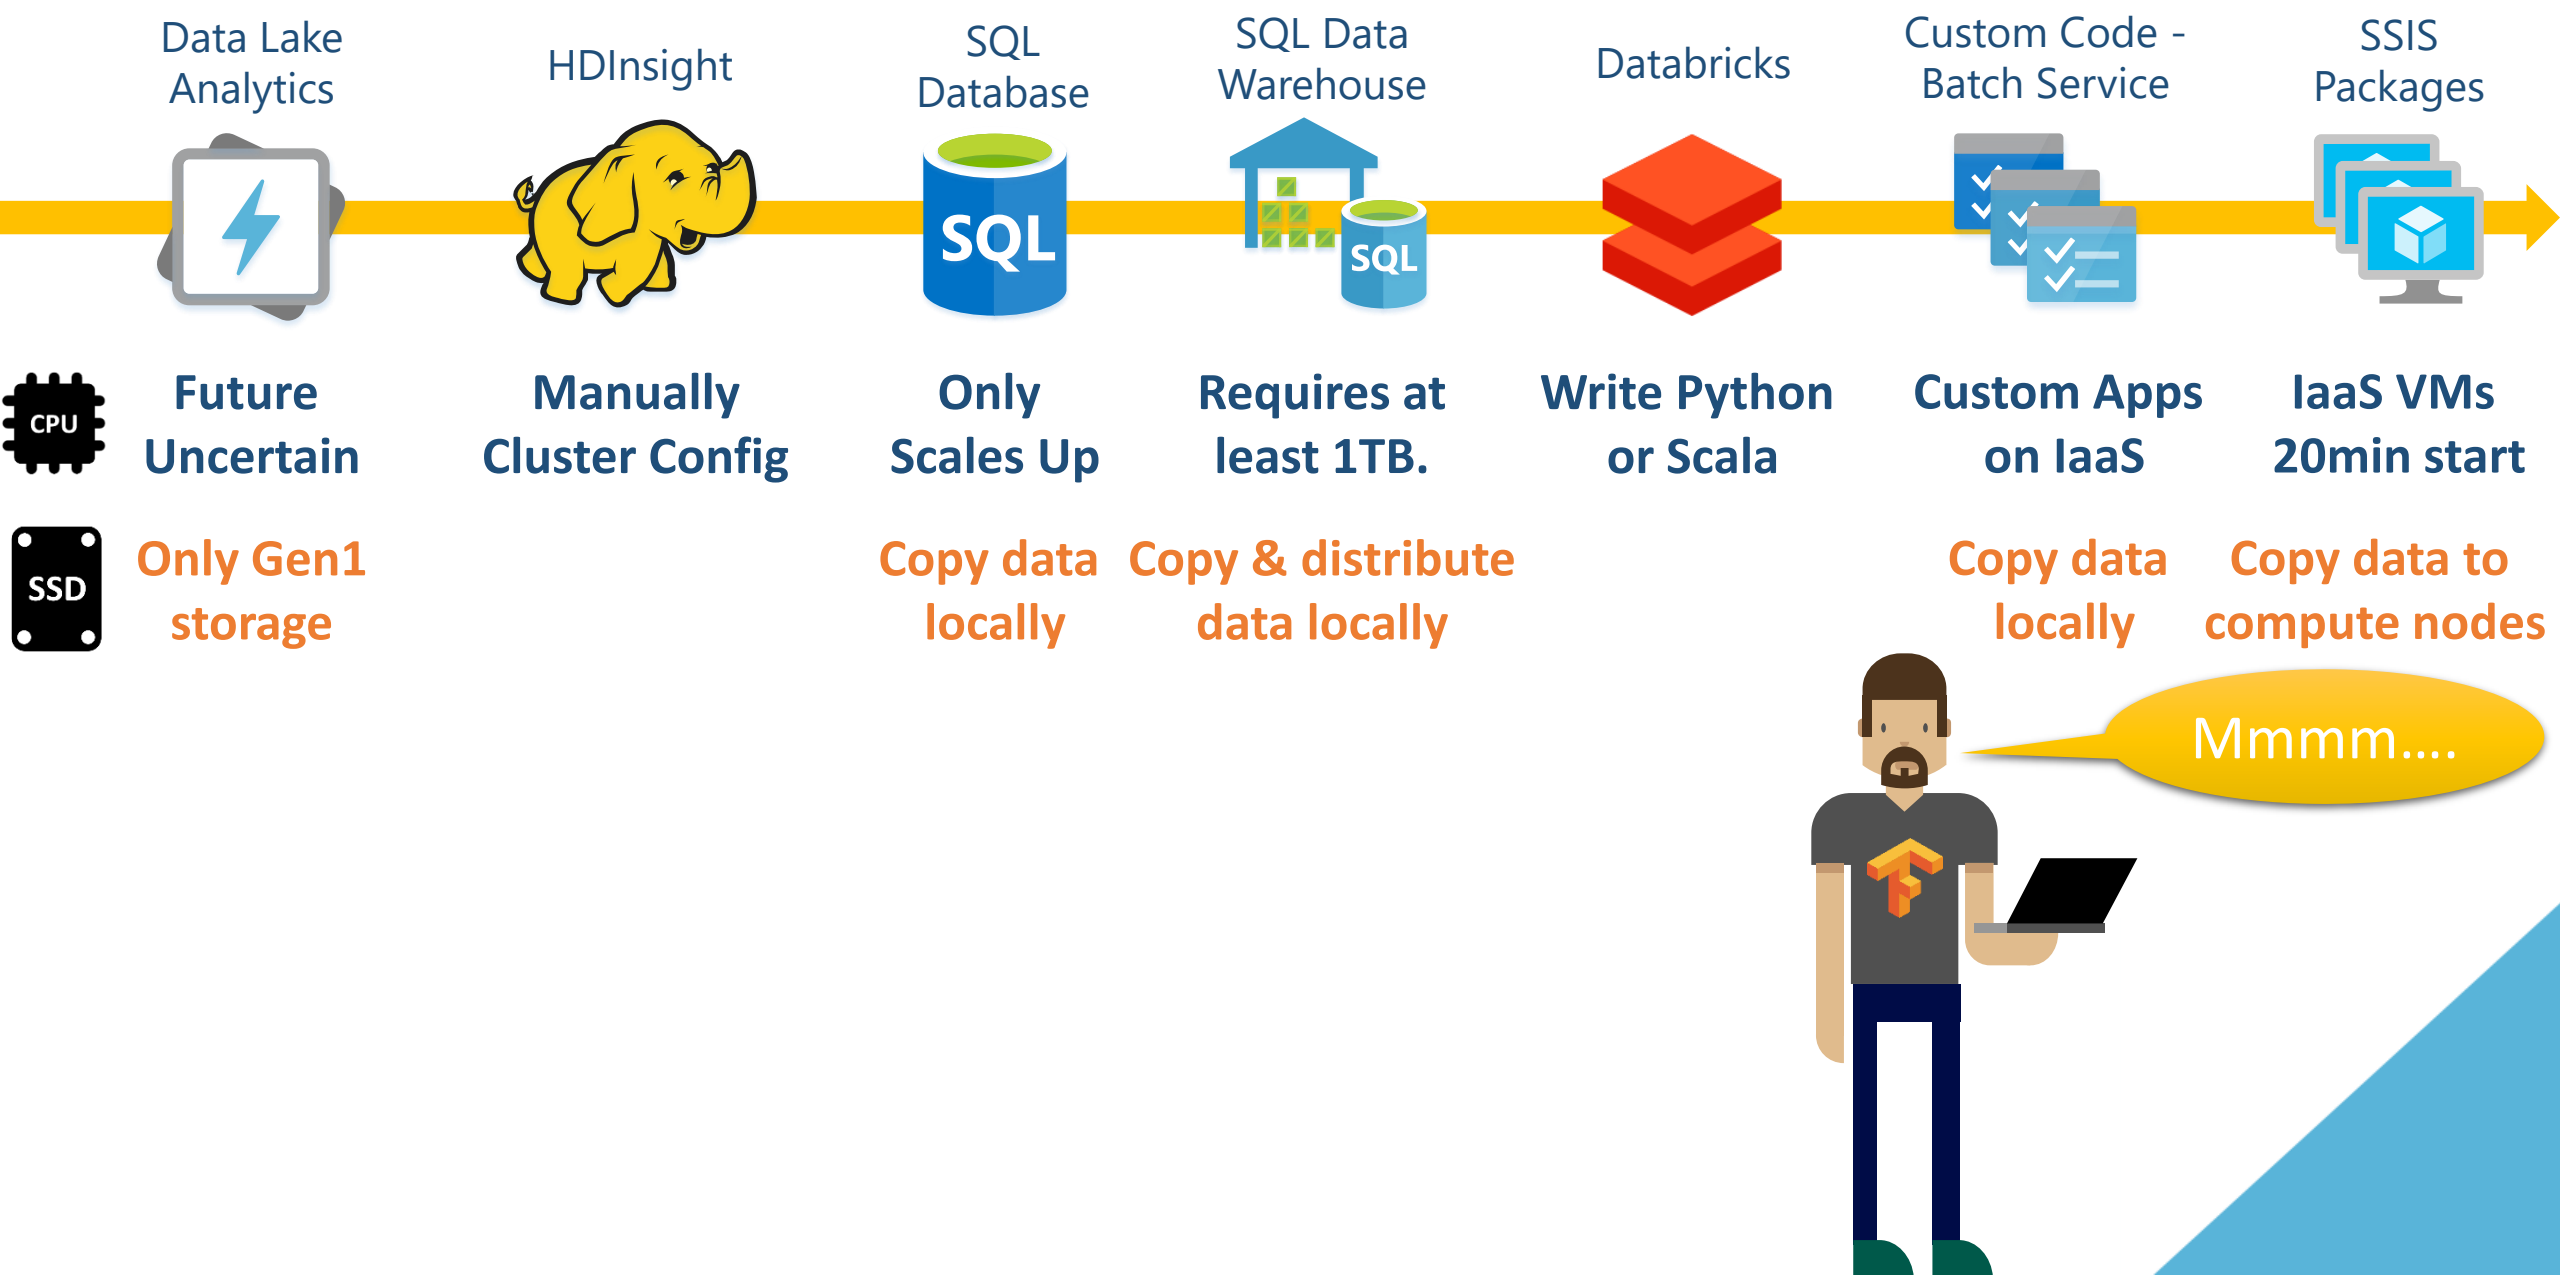 Data Lake
Analytics
HDInsight
SQL
Database
SQL Data
Warehouse
Databricks
Custom Code -
Batch Service
SSIS
Packages
SQL
SQL
CPU
Future
Uncertain
Manually
Cluster Config
Only
Scales Up
Requires at
least 1TB.
Write Python
or Scala
Custom Apps
on IaaS
IaaS VMs
20min start
SSD
Only Gen1
storage
Copy data
locally
Copy & distribute
data locally
Copy data
locally
Copy data to
compute nodes
Mmmm....